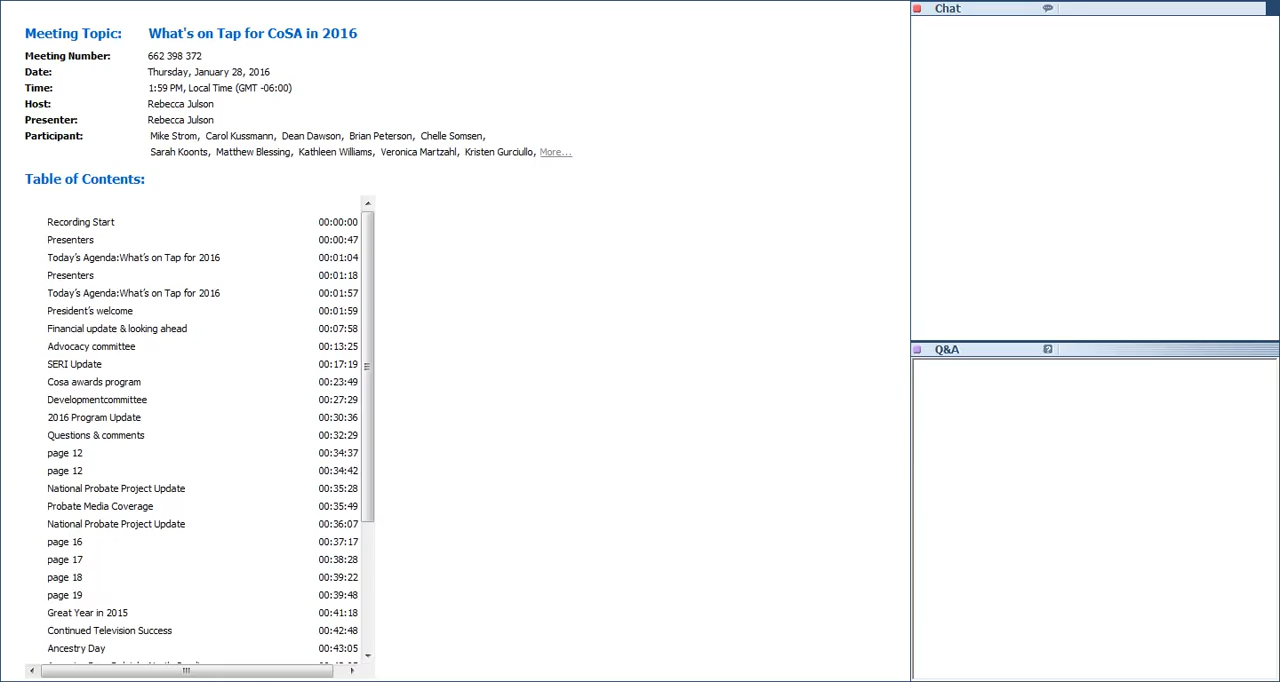 Meeting Topic: What's on Tap for CoSA in 2016
Meeting Number: 662 398 372
Date: Thursday, January 28, 2016
Time: 1:59 PM, Local Time (GMT -06:00)
Host: Rebecca Julson
Presenter: Rebecca Julson
Participant: Mike Strom, Carol Kussmann, Dean Dawson, Brian Peterson, Chelle Somsen,
Sarah Koonts, Matthew Blessing, Kathleen Williams, Veronica Martzahl, Kristen Gurciullo, More...
Table of Contents:
Recording Start 00:00:00
Presenters 00:00:47
Today's Agenda:What's on Tap for 2016 00:01:04
Presenters 00:01:18
Today's Agenda:What's on Tap for 2016 00:01:57
President's welcome 00:01:59
Financial update & looking ahead 00:07:58
Advocacy committee 00:13:25
SERI Update 00:17:19
Cosa awards program 00:23:49
Developmentcommittee 00:27:29
2016 Program Update 00:30:36
Questions & comments 00:32:29
page 12 00:34:37
page 12 00:34:42
National Probate Project Update 00:35:28
Probate Media Coverage 00:35:49
National Probate Project Update 00:36:07
page 16 00:37:17
page 17 00:38:28
page 18 00:39:22
page 19 00:39:48
Great Year in 2015 00:41:18
Continued Television Success 00:42:48
Ancestry Day 00:43:05
Chat
Q&A